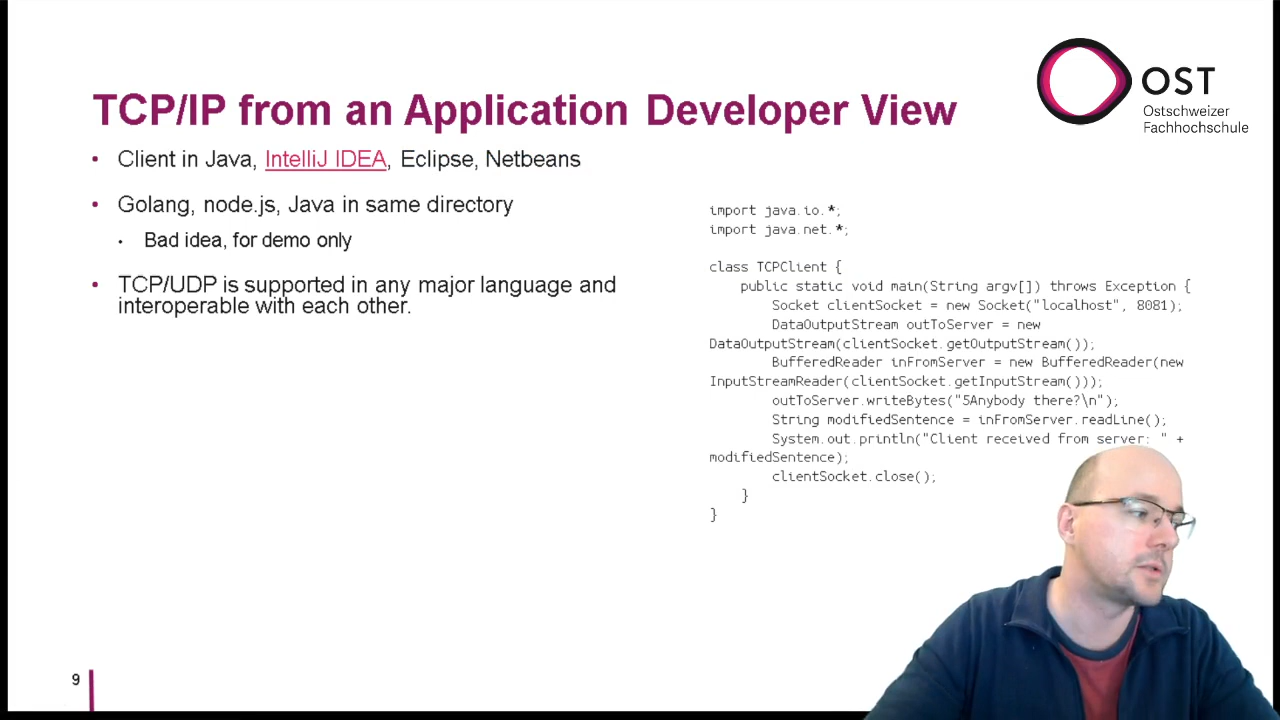 OST
Ostschweizer
Fachhochschule
TCP/IP from an Application Developer View
• Client in Java, IntelliJ IDEA, Eclipse, Netbeans
• Golang, node.js, Java in same directory
• Bad idea, for demo only
• TCP/UDP is supported in any major language and
interoperable with each other.
import java.io.*;
import java.net.*;
class TCPClient {
public static void main(String argv[]) throws Exception {
Socket clientSocket = new Socket("localhost", 8081);
DataOutputStream outToServer = new
DataOutputStream(clientSocket.getOutputStream());
BufferedReader inFromServer = new BufferedReader(new
InputStreamReader(clientSocket.getInputStream()));
outToServer.writeBytes("5Anybody there?\n");
String modifiedSentence = inFromServer.readLine();
System.out.println("Client received from server: " +
modifiedSentence);
clientSocket.close();
}
}
9